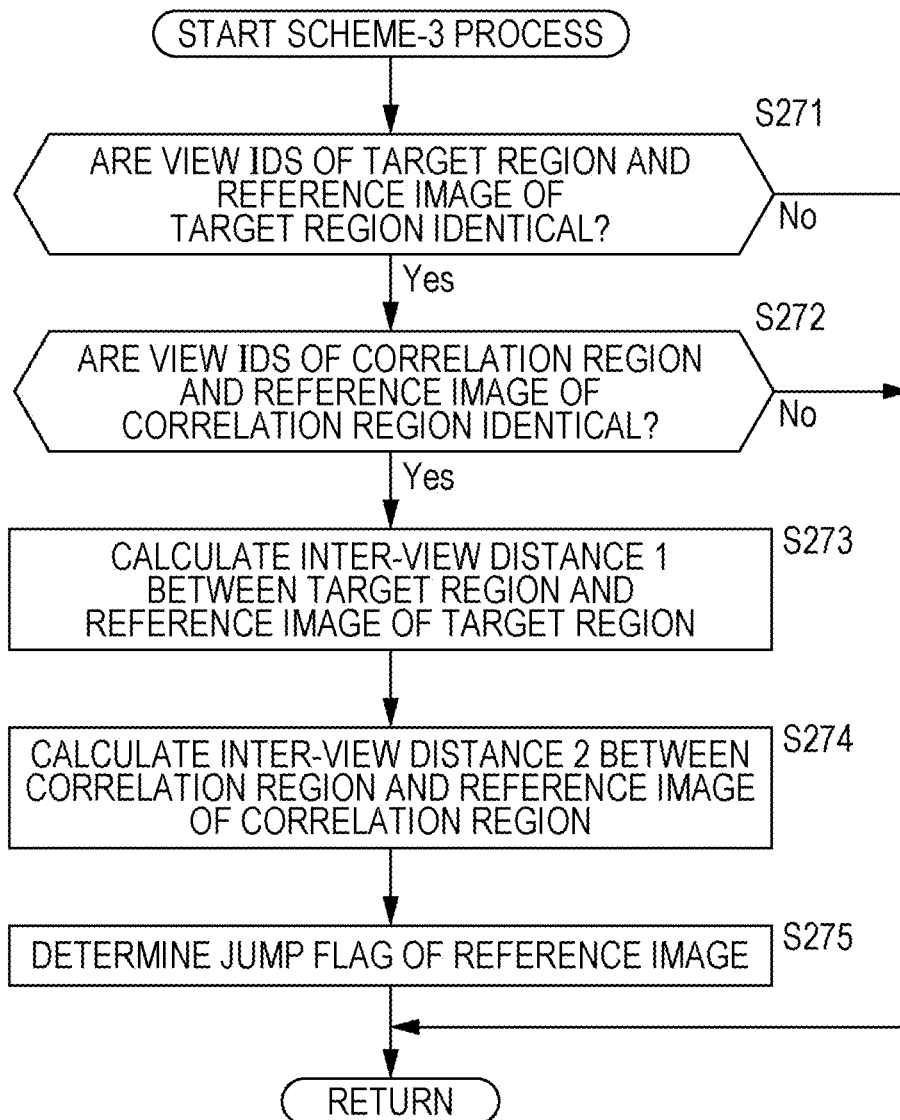 START SCHEME-3 PROCESS
S271
ARE VIEW IDS OF TARGET REGION AND
REFERENCE IMAGE OF
TARGET REGION IDENTICAL?
No
Yes
S272
ARE VIEW IDS OF CORRELATION REGION
AND REFERENCE IMAGE OF
CORRELATION REGION IDENTICAL?
No
Yes
S273
CALCULATE INTER-VIEW DISTANCE 1
BETWEEN TARGET REGION AND
REFERENCE IMAGE OF TARGET REGION
S274
CALCULATE INTER-VIEW DISTANCE 2 BETWEEN
CORRELATION REGION AND REFERENCE IMAGE
OF CORRELATION REGION
S275
DETERMINE JUMP FLAG OF REFERENCE IMAGE
RETURN